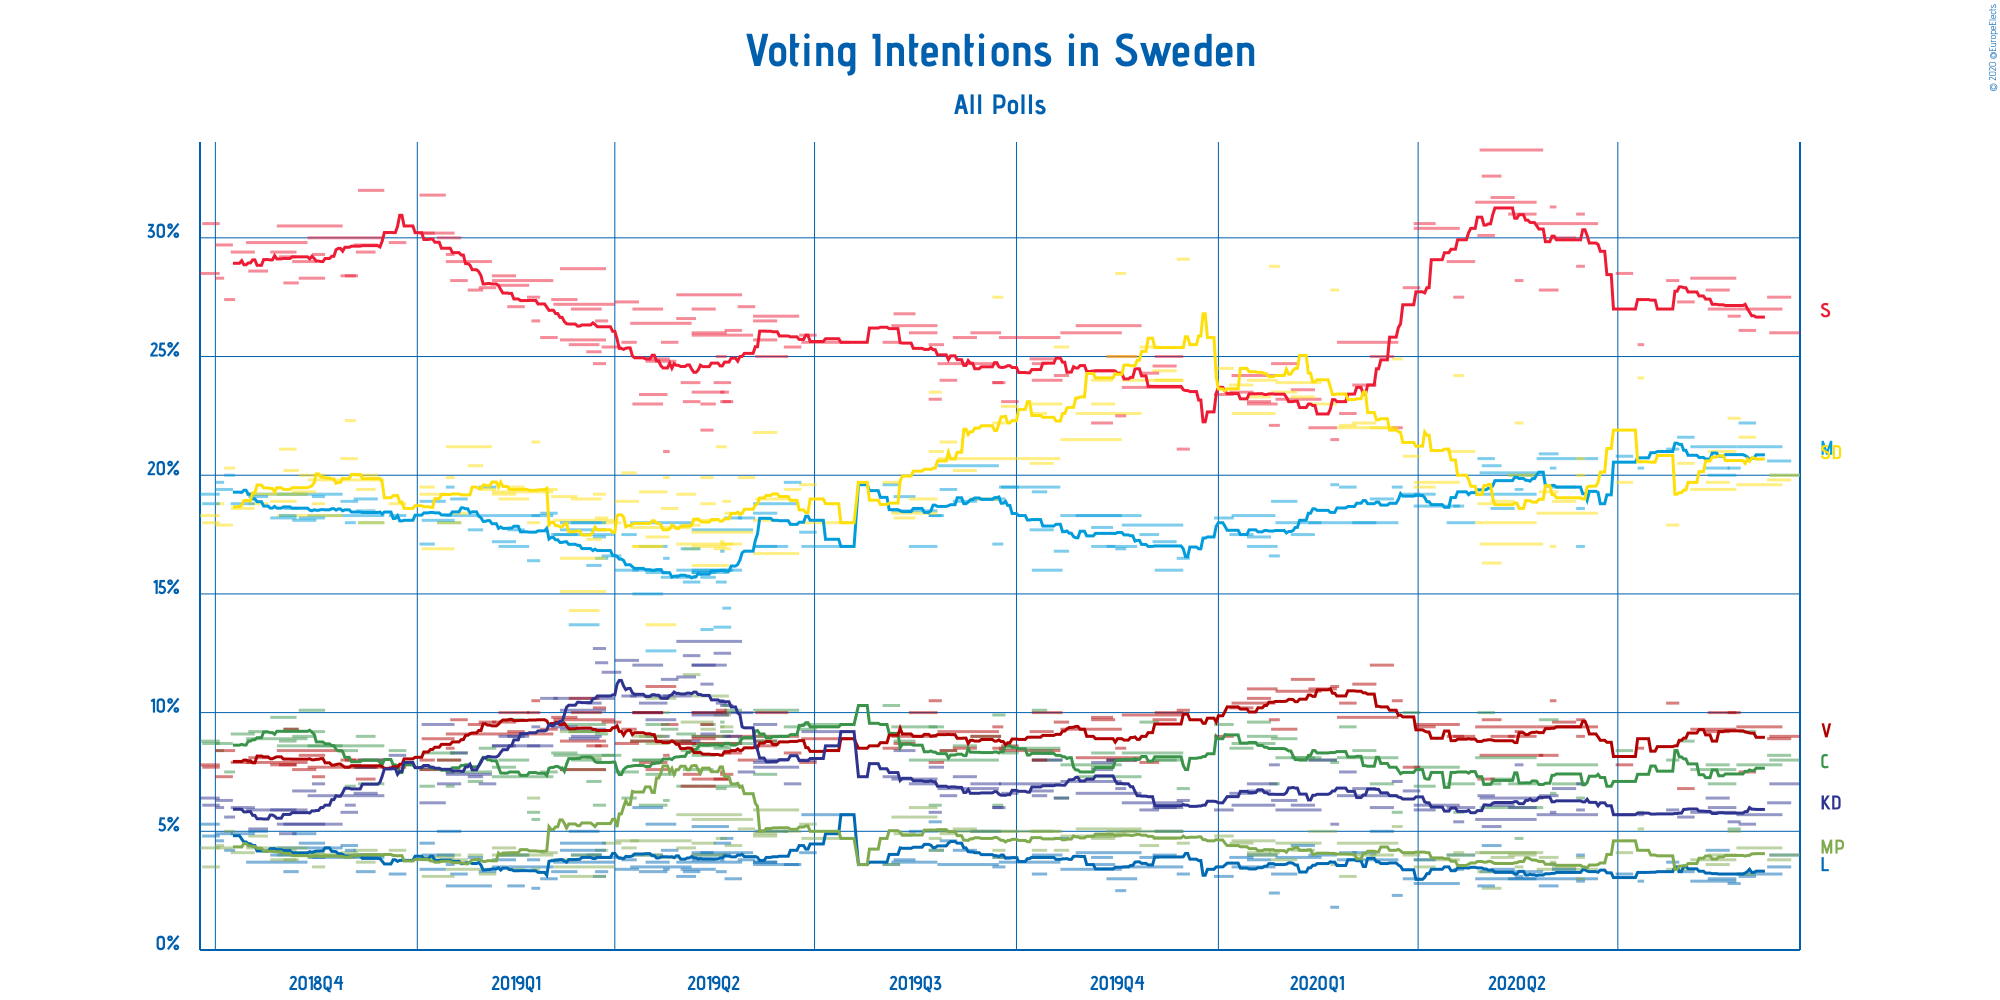 Voting Intentions in Sweden
All Polls
© 2020 @EuropeElects
30%
25%
20%
15%
10%
5%
0%
S
M
SD
V
C
KD
MP
L
2018Q4
2019Q1
2019Q2
2019Q3
2019Q4
2020Q1
2020Q2